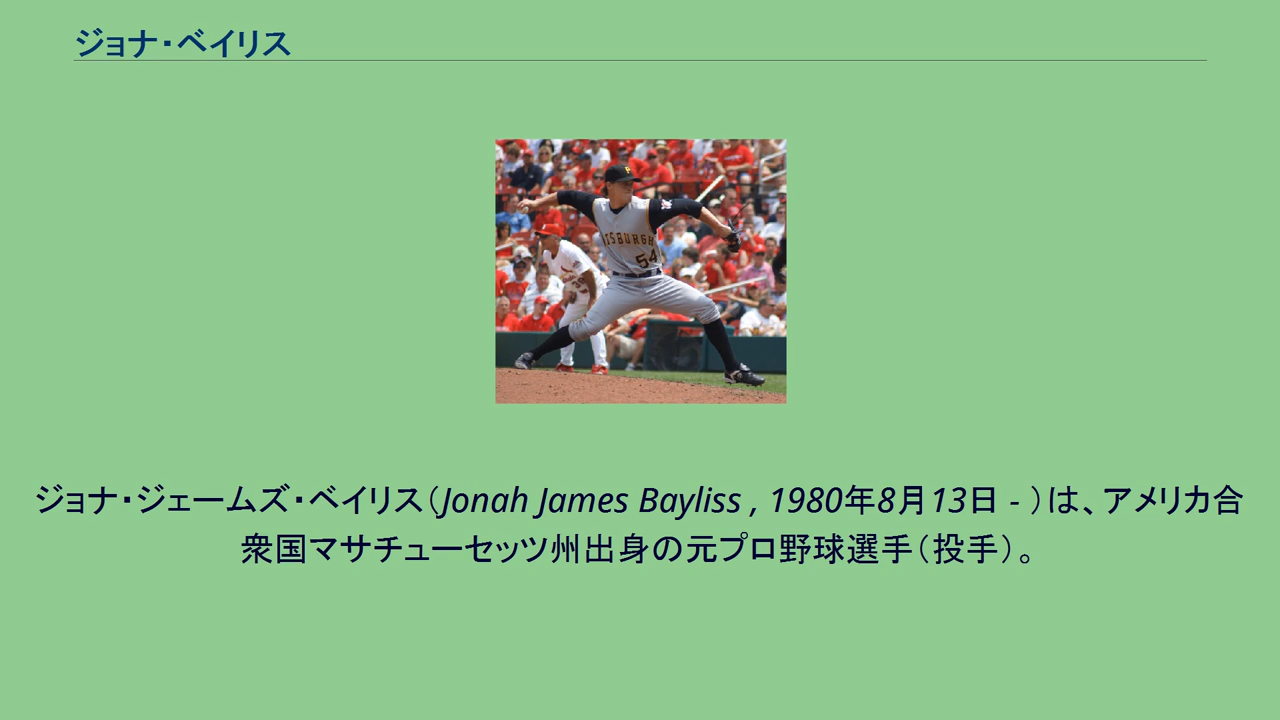 ジョナ・ベイリス
P
ITTSBURGH
54
ジョナ・ジェームズ・ベイリス（Jonah James Bayliss , 1980年8月13日 - ）は、アメリカ合
衆国マサチューセッツ州出身の元プロ野球選手（投手）。